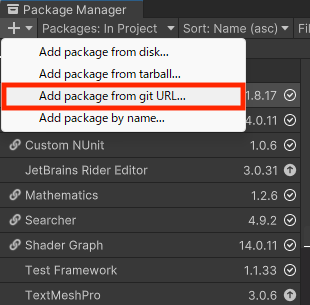 Package Manager
+ Packages: In Project Sort: Name (asc) Fil
Add package from disk...
Add package from tarball...
Add package from git URL...
1.8.17
Add package by name...
4.0.11
Custom NUnit 1.0.6
JetBrains Rider Editor 3.0.31
Mathematics 1.2.6
Searcher 4.9.2
Shader Graph 14.0.11
Test Framework 1.1.33
TextMeshPro 3.0.6